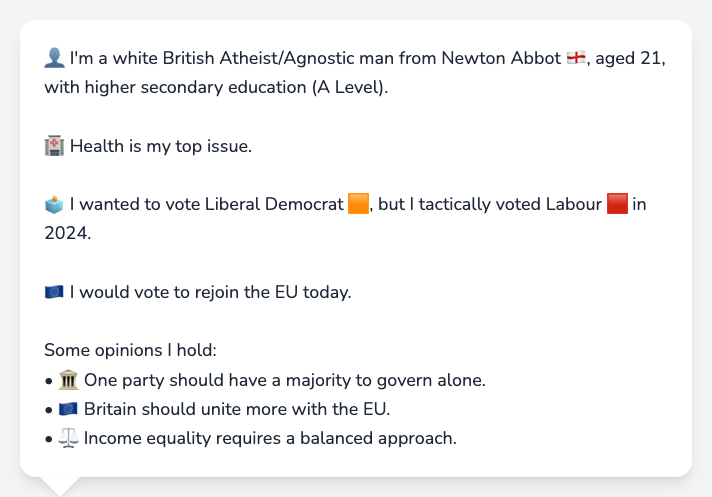 👤 I'm a white British Atheist/Agnostic man from Newton Abbot 🏴󠁧󠁢󠁥󠁮󠁧󠁿, aged 21,
with higher secondary education (A Level).
🏥 Health is my top issue.
🗳️ I wanted to vote Liberal Democrat 🟧, but I tactically voted Labour 🟥 in
2024.
🇪🇺 I would vote to rejoin the EU today.
Some opinions I hold:
• 🏛️ One party should have a majority to govern alone.
• 🇪🇺 Britain should unite more with the EU.
• ⚖️ Income equality requires a balanced approach.